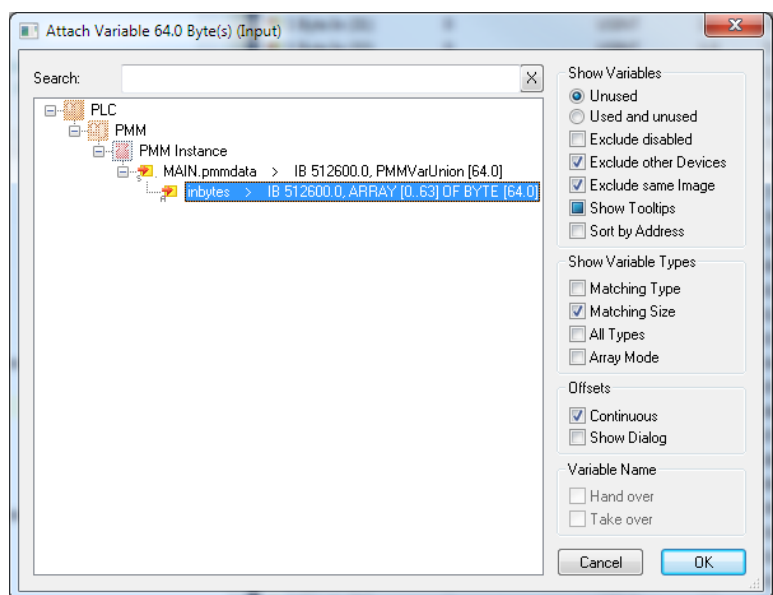 Attach Variable 64.0 Byte(s) (Input)
Search:
X
PLC
PMM
PMM Instance
MAIN.pmmdata > IB 512600.0, PMMVarUnion [64.0]
inbytes > IB 512600.0, ARRAY [0..63] OF BYTE [64.0]
Show Variables
Unused
Used and unused
Exclude disabled
Exclude other Devices
Exclude same Image
Show Tooltips
Sort by Address
Show Variable Types
Matching Type
Matching Size
All Types
Array Mode
Offsets
Continuous
Show Dialog
Variable Name
Hand over
Take over
Cancel
OK